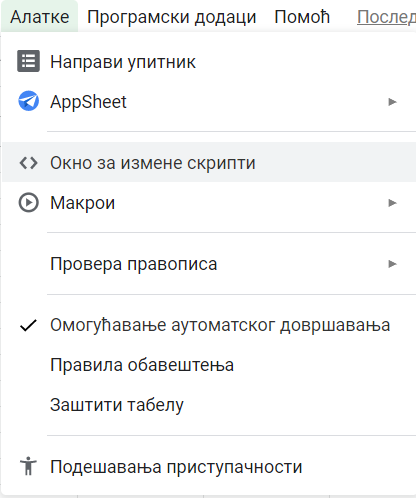 Алатке Програмски додаци Помоћ Послед
Направи упитник
AppSheet
Окно за измене скрипти
Макрои
Провера правописа
Омогућавање аутоматског довршавања
Правила обавештења
Заштити табелу
Подешавања приступачности